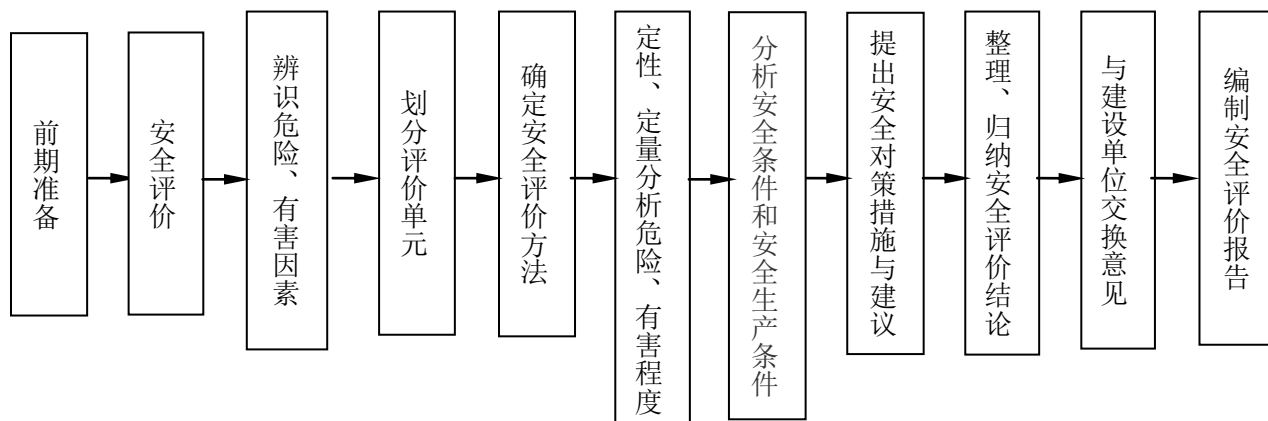 前期准备
安全评价
辨识危险、有害因素
划分评价单元
确定安全评价方法
定性、定量分析危险、有害程度
分析安全条件和安全生产条件
提出安全对策措施与建议
整理、归纳安全评价结论
与建设单位交换意见
编制安全评价报告